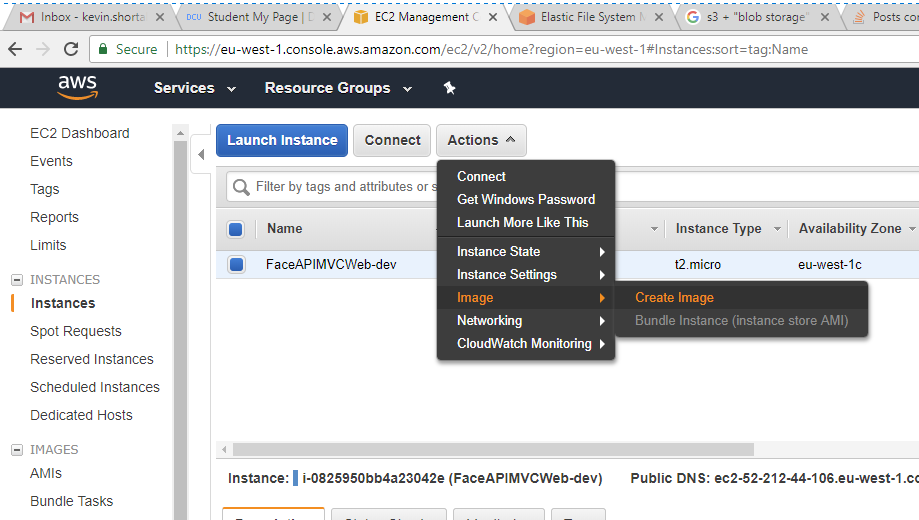 Inbox - kevin.shorta
Student My Page | D
EC2 Management C
Elastic File System M
s3 + "blob storage"
Posts con
Secure
https://eu-west-1.console.aws.amazon.com/ec2/v2/home?region=eu-west-1#Instances:sort=tag:Name
aws
Services
Resource Groups
EC2 Dashboard
Events
Tags
Reports
Limits
INSTANCES
Instances
Spot Requests
Reserved Instances
Scheduled Instances
Dedicated Hosts
IMAGES
AMIs
Bundle Tasks
Launch Instance
Connect
Actions
Filter by tags and attributes or s
Name
Instance Type
Availability Zone
FaceAPIMVCWeb-dev
t2.micro
eu-west-1c
Connect
Get Windows Password
Launch More Like This
Instance State
Instance Settings
Image
Networking
CloudWatch Monitoring
Create Image
Bundle Instance (instance store AMI)
Instance: i-0825950bb4a23042e (FaceAPIMVCWeb-dev) Public DNS: ec2-52-212-44-106.eu-west-1.co